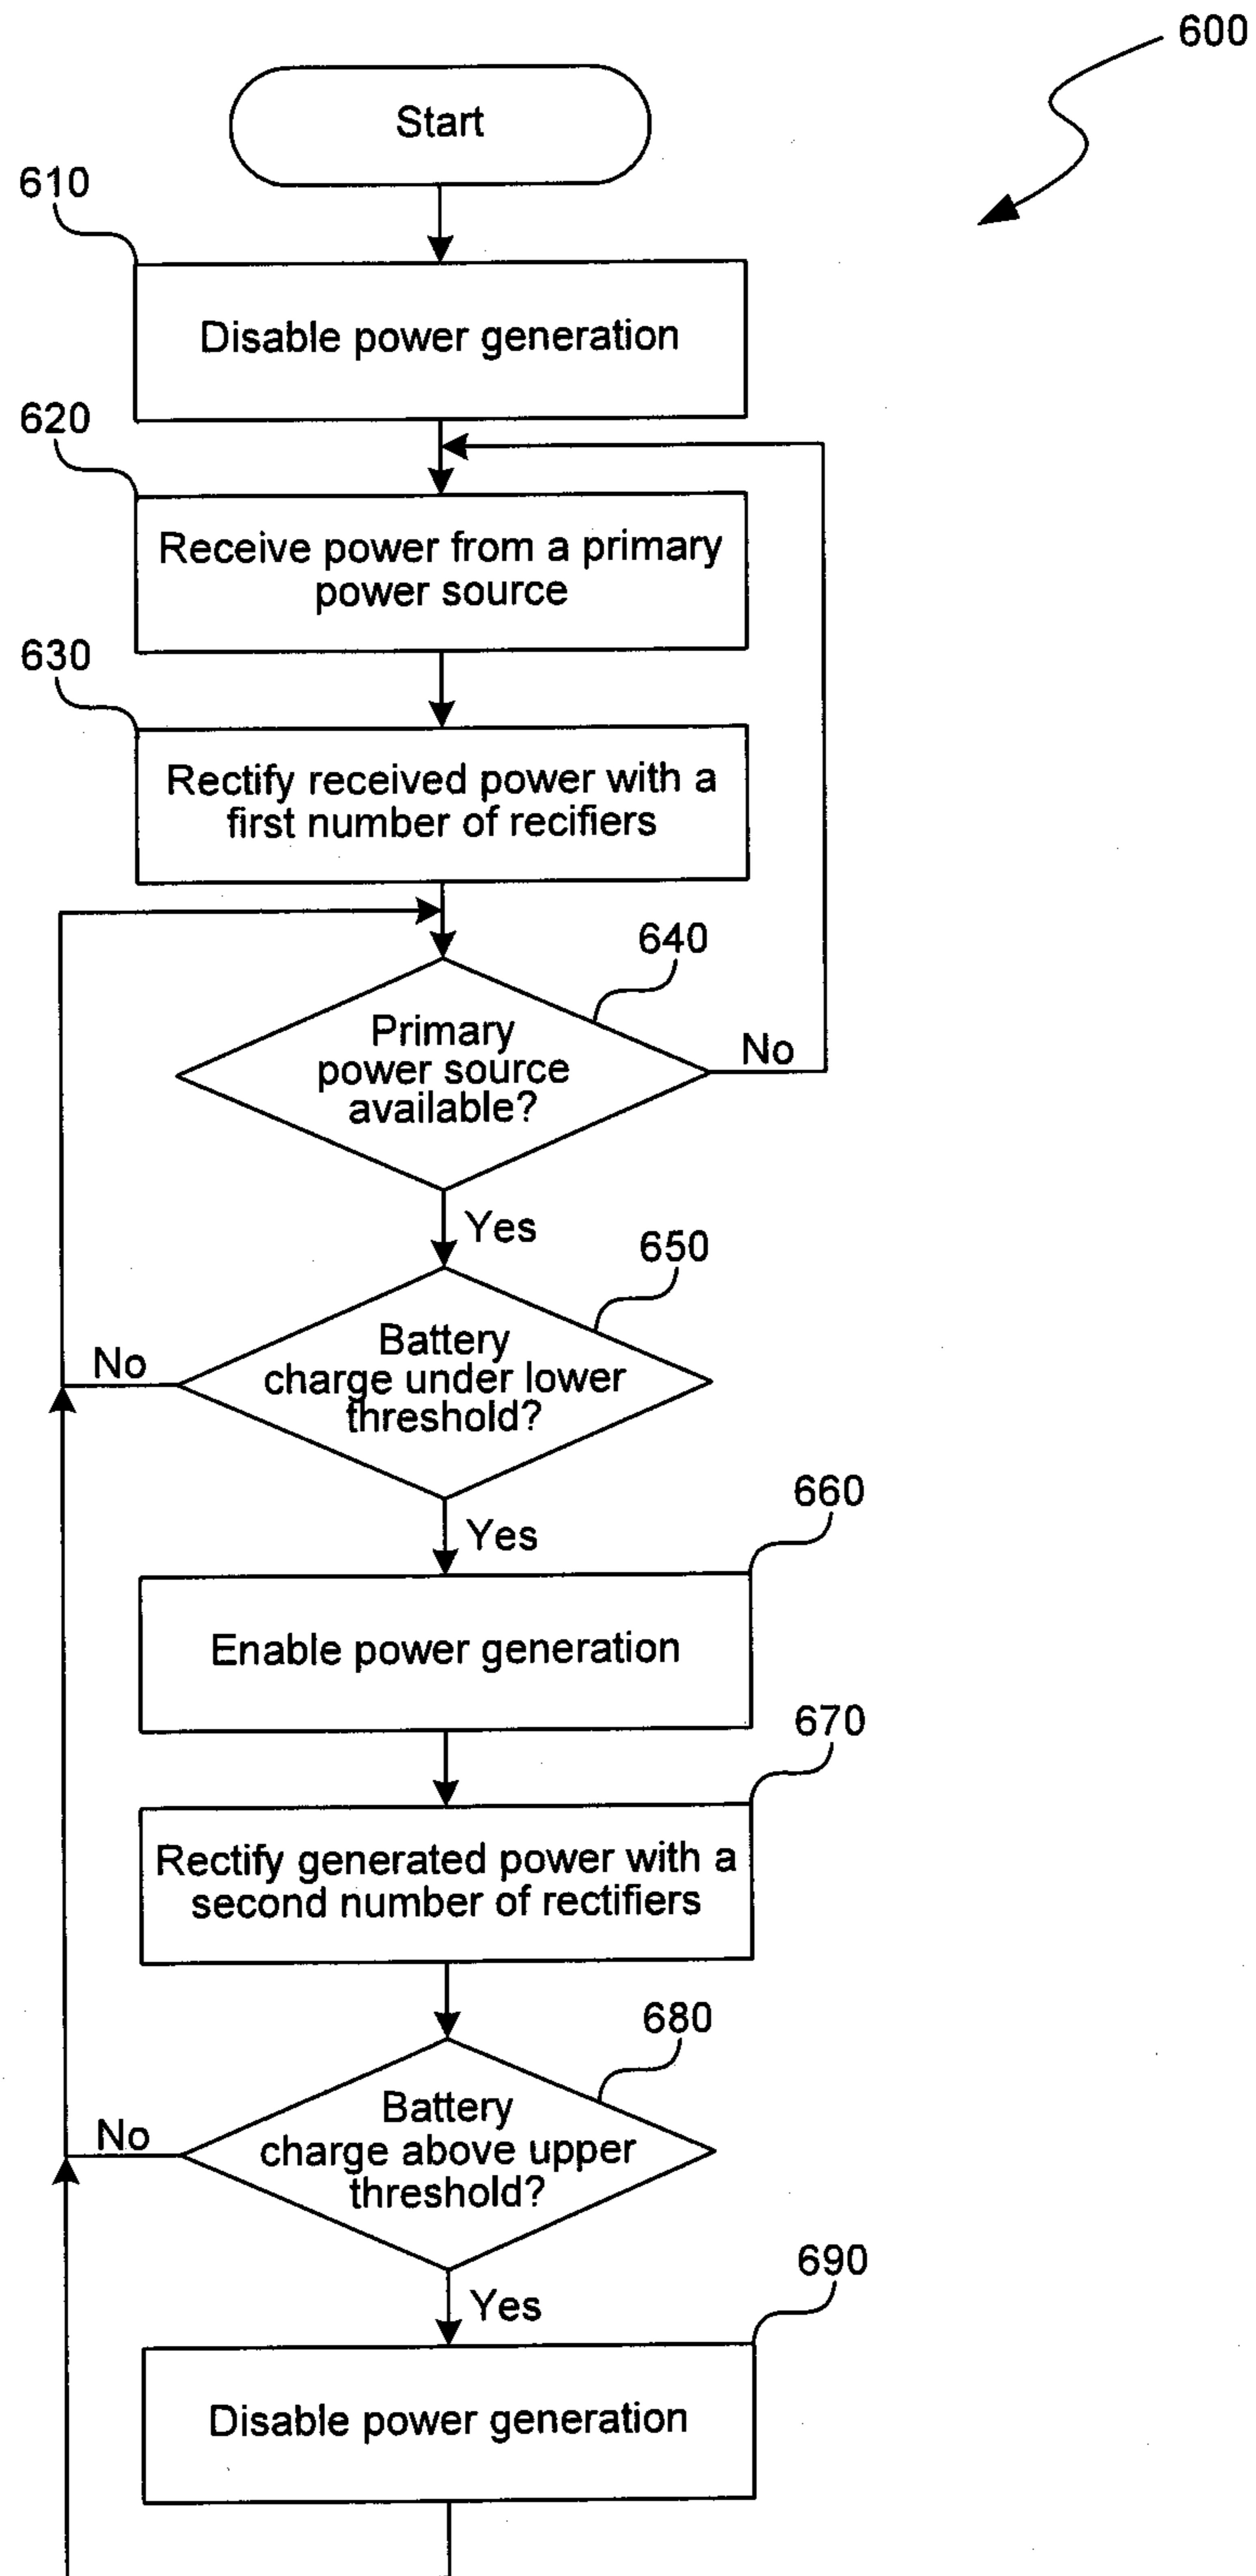 600
Start
610
Disable power generation
620
Receive power from a primary
power source
630
Rectify received power with a
first number of recifiers
640
Primary
power source
available?
No
Yes
650
Battery
charge under lower
threshold?
No
Yes
660
Enable power generation
670
Rectify generated power with a
second number of rectifiers
680
Battery
charge above upper
threshold?
No
Yes
690
Disable power generation